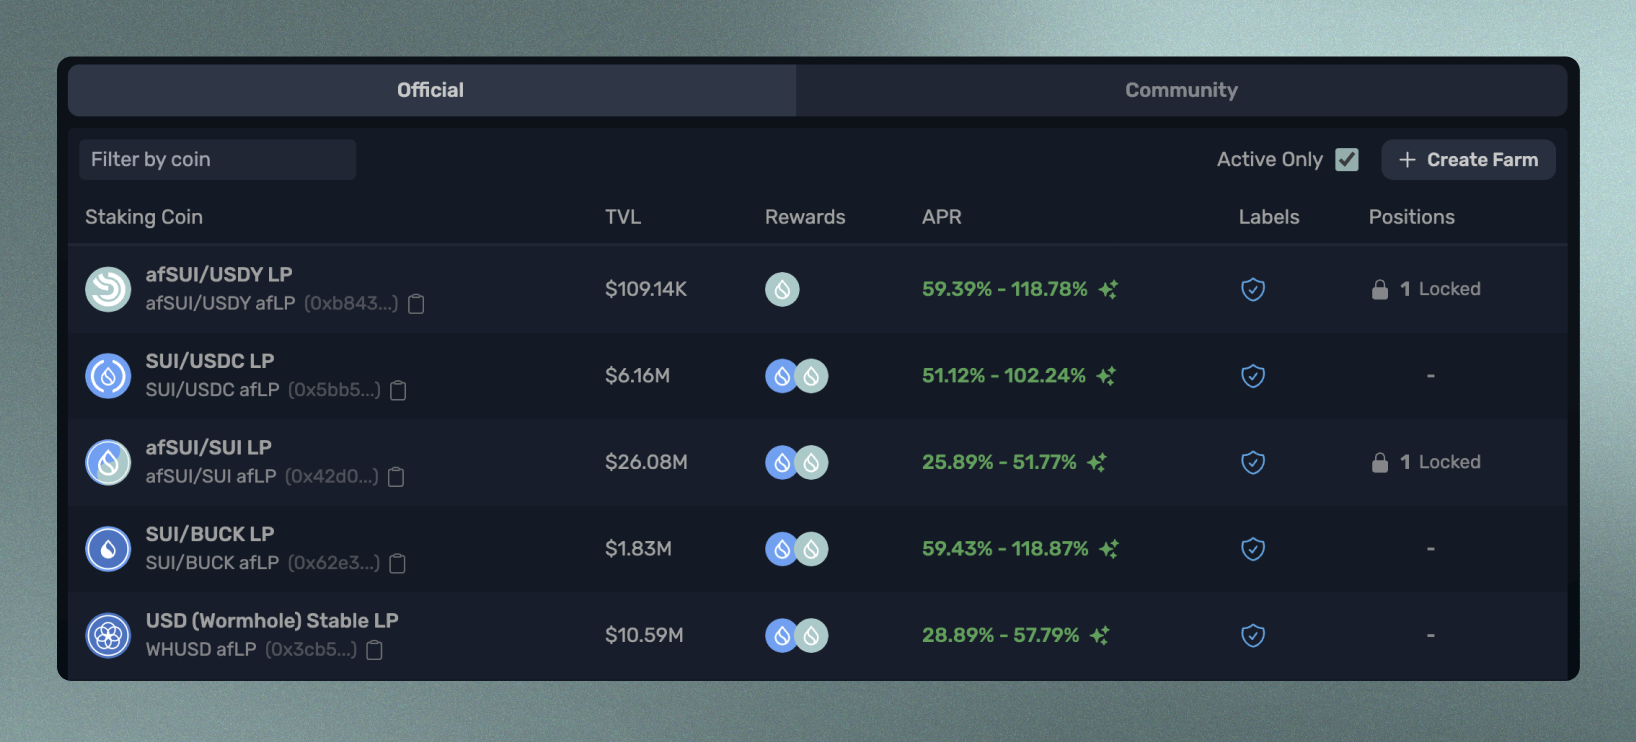 Official
Community
Filter by coin
Active Only
+ Create Farm
Staking Coin TVL Rewards APR Labels Positions
afSUI/USDY LP
afSUI/USDY afLP (0xb843...)
$109.14K
59.39% - 118.78%
1 Locked
SUI/USDC LP
SUI/USDC afLP (0x5bb5...)
$6.16M
51.12% - 102.24%
-
afSUI/SUI LP
afSUI/SUI afLP (0x42d0...)
$26.08M
25.89% - 51.77%
1 Locked
SUI/BUCK LP
SUI/BUCK afLP (0x62e3...)
$1.83M
59.43% - 118.87%
-
USD (Wormhole) Stable LP
WHUSD afLP (0x3cb5...)
$10.59M
28.89% - 57.79%
-